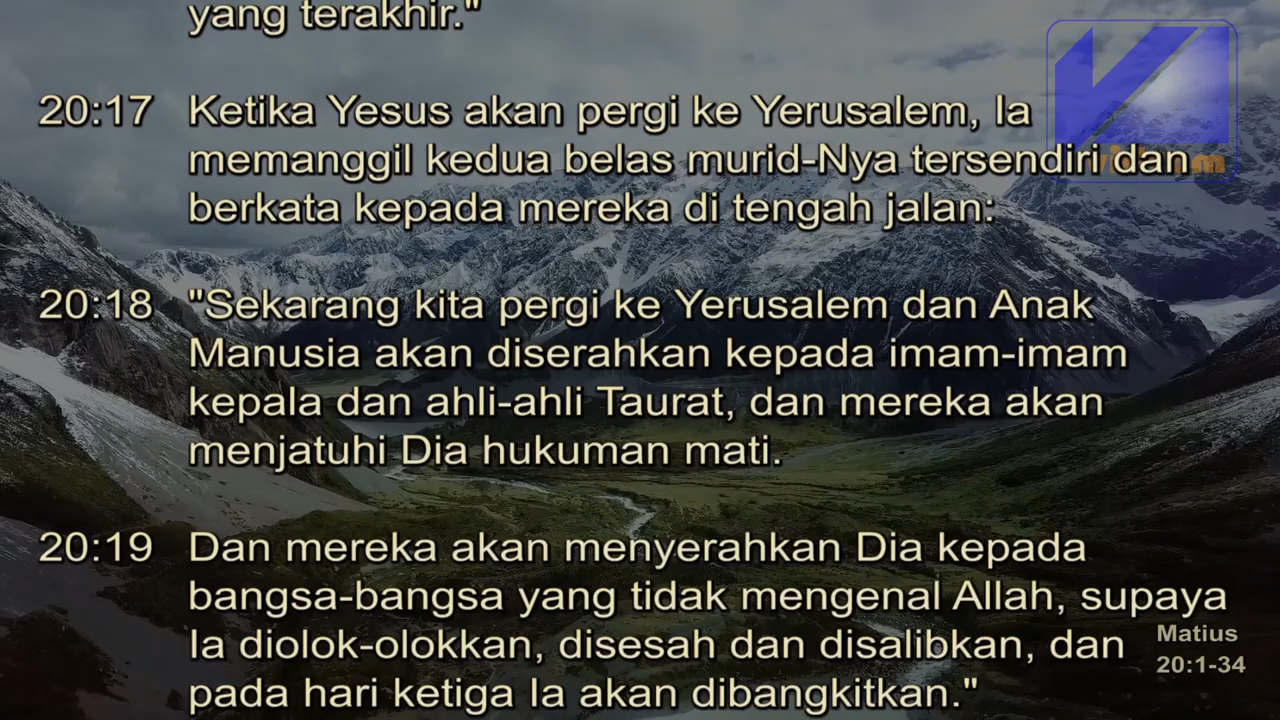 yang terakhir."
20:17 Ketika Yesus akan pergi ke Yerusalem, Ia
memanggil kedua belas murid-Nya tersendiri dan
berkata kepada mereka di tengah jalan:
20:18 "Sekarang kita pergi ke Yerusalem dan Anak
Manusia akan diserahkan kepada imam-imam
kepala dan ahli-ahli Taurat, dan mereka akan
menjatuhi Dia hukuman mati.
20:19 Dan mereka akan menyerahkan Dia kepada
bangsa-bangsa yang tidak mengenal Allah, supaya
Ia diolok-olokkan, disesah dan disalibkan, dan
pada hari ketiga Ia akan dibangkitkan."
Matius
20:1-34